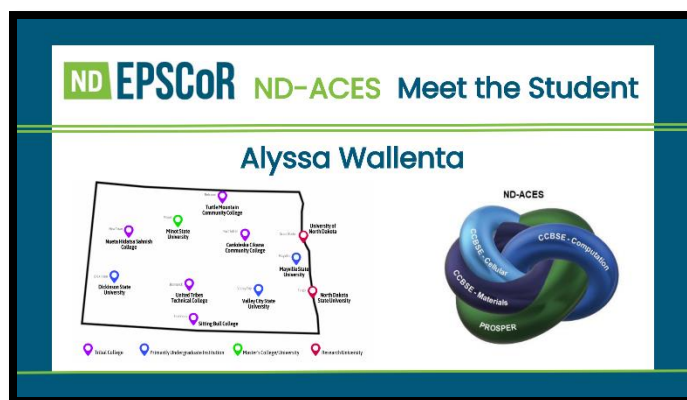 ND EPSCoR ND-ACES Meet the Student
Alyssa Wallenta
Turtle Mountain
Community College
Minot State
University
Nueta Hidatsa Sahnish
College
Cankdeska Cikana
Community College
University of
North Dakota
Mayville State
University
Dickinson State
University
United Tribes
Technical College
Valley City State
University
North Dakota
State University
Sitting Bull College
Tribal College
Primarily Undergraduate Institution
Master's College/University
Research University
ND-ACES
CCBSE - Cellular
CCBSE - Computation
CCBSE - Materials
PROSPER